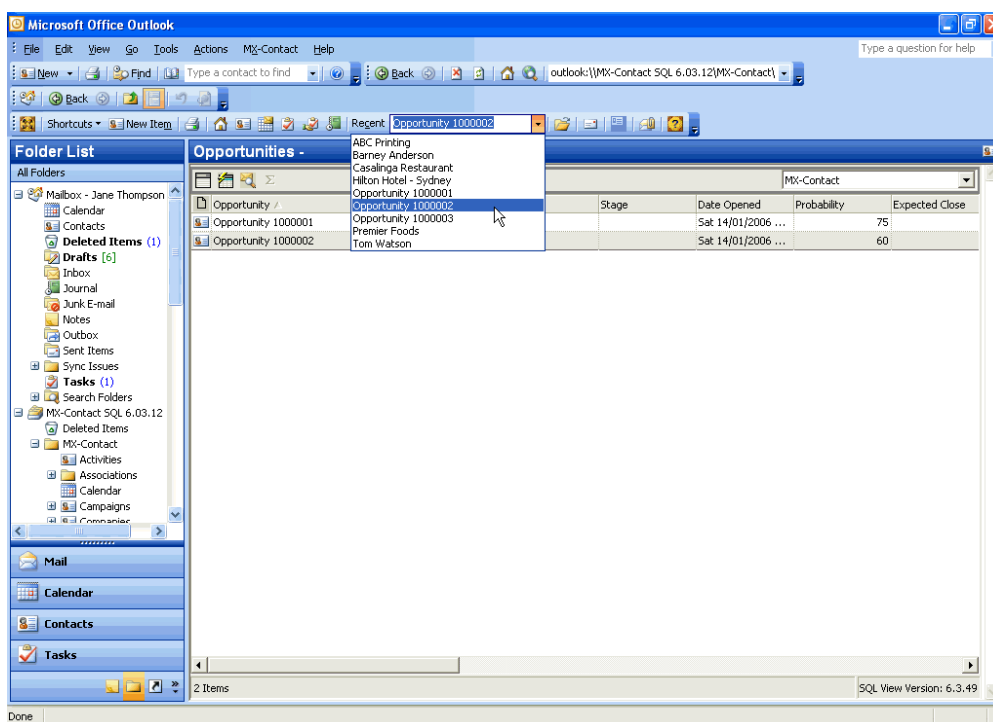 Microsoft Office Outlook
File Edit View Go Tools Actions MX-Contact Help Type a question for help
New Find Type a contact to find Back outlook:\\MX-Contact SQL 6.03.12\MX-Contact\
Back
Shortcuts New Item Recent Opportunity 1000002
Folder List
All Folders
Mailbox - Jane Thompson
Calendar
Contacts
Deleted Items (1)
Drafts [6]
Inbox
Journal
Junk E-mail
Notes
Outbox
Sent Items
Sync Issues
Tasks (1)
Search Folders
MX-Contact SQL 6.03.12
Deleted Items
MX-Contact
Activities
Associations
Calendar
Campaigns
Companies
Mail
Calendar
Contacts
Tasks
Opportunities -
ABC Printing
Barney Anderson
Casalinga Restaurant
Hilton Hotel - Sydney
Opportunity 1000001
Opportunity 1000002
Opportunity 1000003
Premier Foods
Tom Watson
MX-Contact
Opportunity Stage Date Opened Probability Expected Close
Opportunity 1000001 Sat 14/01/2006 ... 75
Opportunity 1000002 Sat 14/01/2006 ... 60
2 Items SQL View Version: 6.3.49
Done